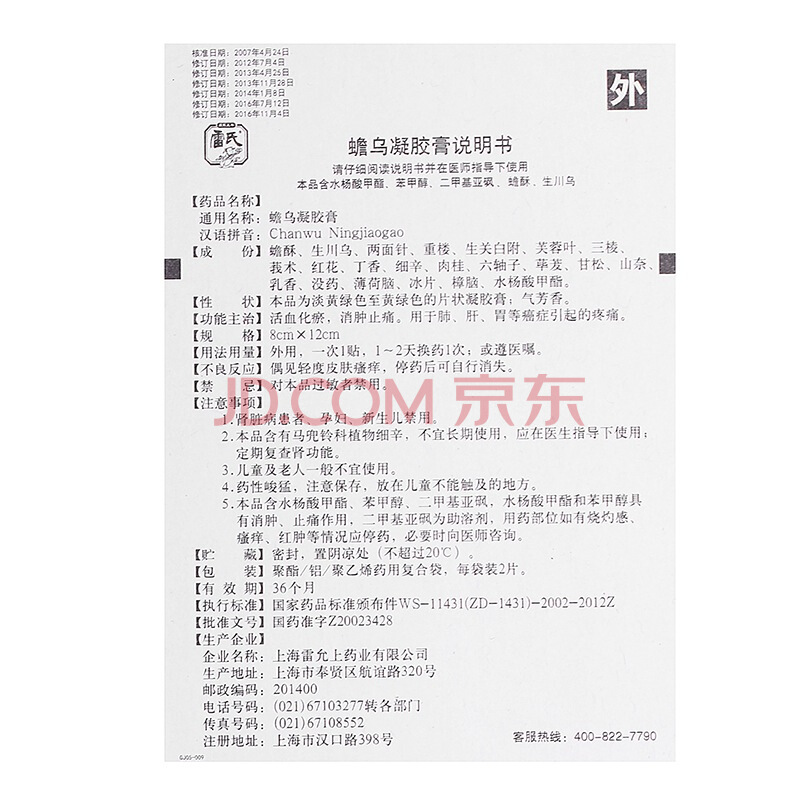 核准日期：2007年4月24日
修订日期：2012年7月4日
修订日期：2013年4月25日
修订日期：2013年11月28日
修订日期：2014年1月8日
修订日期：2016年7月12日
修订日期：2016年11月4日
外
雷氏
蟾乌凝胶膏说明书
请仔细阅读说明书并在医师指导下使用
本品含水杨酸甲酯、苯甲醇、二甲基亚砜、蟾酥、生川乌
【药品名称】
通用名称：蟾乌凝胶膏
汉语拼音：Chanwu Ningjiaogao
【成 份】蟾酥、生川乌、两面针、重楼、生关白附、芙蓉叶、三棱、
莪术、红花、丁香、细辛、肉桂、六轴子、荜茇、甘松、山奈、
乳香、没药、薄荷脑、冰片、樟脑、水杨酸甲酯。
【性 状】本品为淡黄绿色至黄绿色的片状凝胶膏；气芳香。
【功能主治】活血化瘀，消肿止痛。用于肺、肝、胃等癌症引起的疼痛。
【规 格】8cm×12cm
【用法用量】外用，一次1贴，1～2天换药1次；或遵医嘱。
【不良反应】偶见轻度皮肤瘙痒，停药后可自行消失。
【禁 忌】对本品过敏者禁用。
【注意事项】
JD.COM 京东
1.肾脏病患者、孕妇、新生儿禁用。
2.本品含有马兜铃科植物细辛，不宜长期使用，应在医生指导下使用；
定期复查肾功能。
3.儿童及老人一般不宜使用。
4.药性峻猛，注意保存，放在儿童不能触及的地方。
5.本品含水杨酸甲酯、苯甲醇、二甲基亚砜，水杨酸甲酯和苯甲醇具
有消肿、止痛作用，二甲基亚砜为助溶剂，用药部位如有烧灼感、
瘙痒、红肿等情况应停药，必要时向医师咨询。
【贮 藏】密封，置阴凉处（不超过20℃）。
【包 装】聚酯/铝/聚乙烯药用复合袋，每袋装2片。
【有 效 期】36个月
【执行标准】国家药品标准颁布件WS-11431(ZD-1431)-2002-2012Z
【批准文号】国药准字Z20023428
【生产企业】
企业名称：上海雷允上药业有限公司
生产地址：上海市奉贤区航谊路320号
邮政编码：201400
电话号码：(021)67103277转各部门
传真号码：(021)67108552
注册地址：上海市汉口路398号
客服热线：400-822-7790
GJ05-009